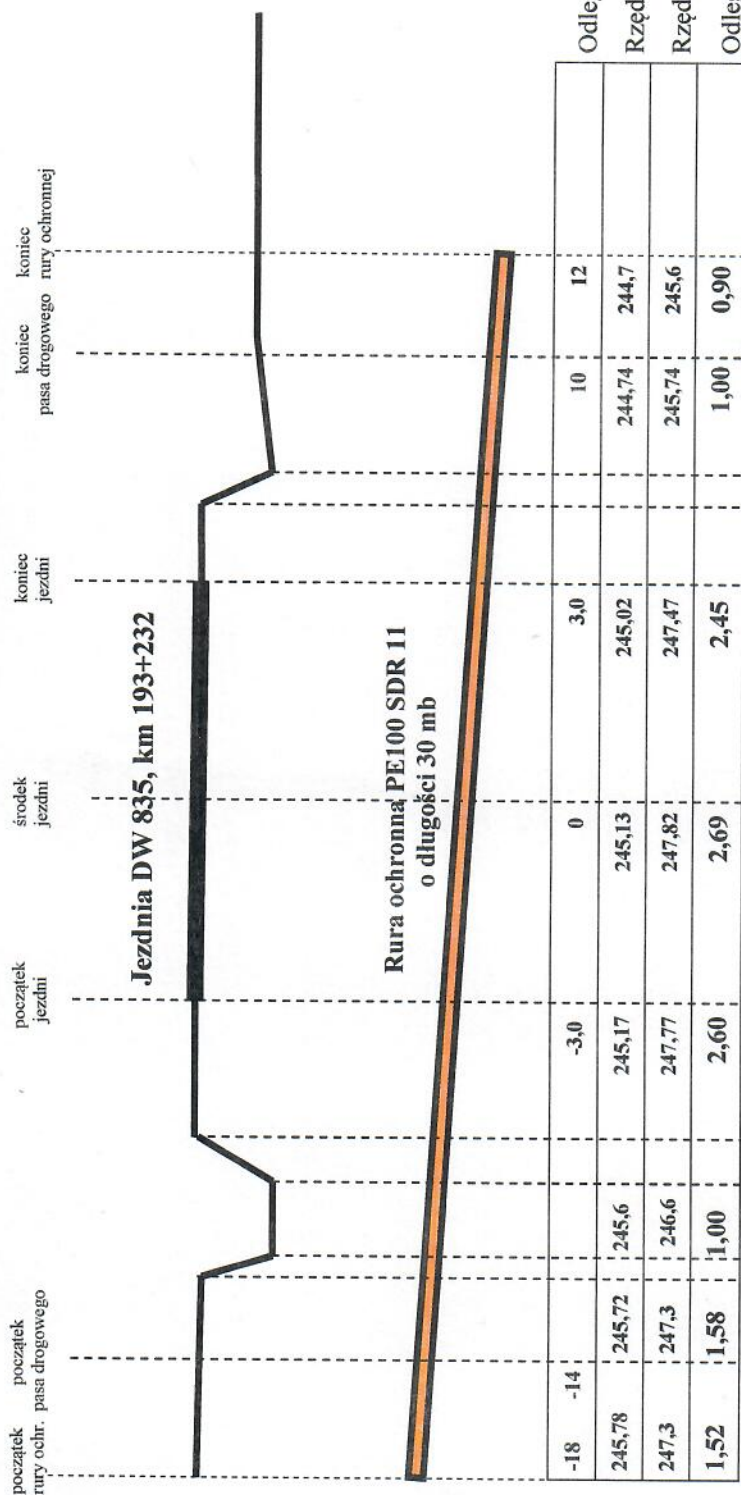 początek
rury ochr.
początek
pasa drogowego
początek
jezdni
środek
jezdni
koniec
jezdni
koniec
pasa drogowego
koniec
rury ochronnej
Jezdnia DW 835, km 193+232
Rura ochronna PE100 SDR 11
o długości 30 mb
-18 -14 -3,0 0 3,0 10 12
245,78 245,72 245,6 245,17 245,13 245,02 244,74 244,7
247,3 247,3 246,6 247,77 247,82 247,47 245,74 245,6
1,52 1,58 1,00 2,60 2,69 2,45 1,00 0,90